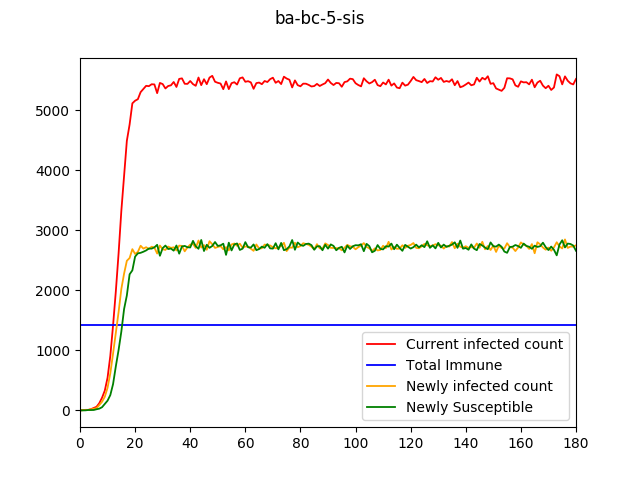 ba-bc-5-sis
5000
4000
3000
2000
1000
0
Current infected count
Total Immune
Newly infected count
Newly Susceptible
0 20 40 60 80 100 120 140 160 180